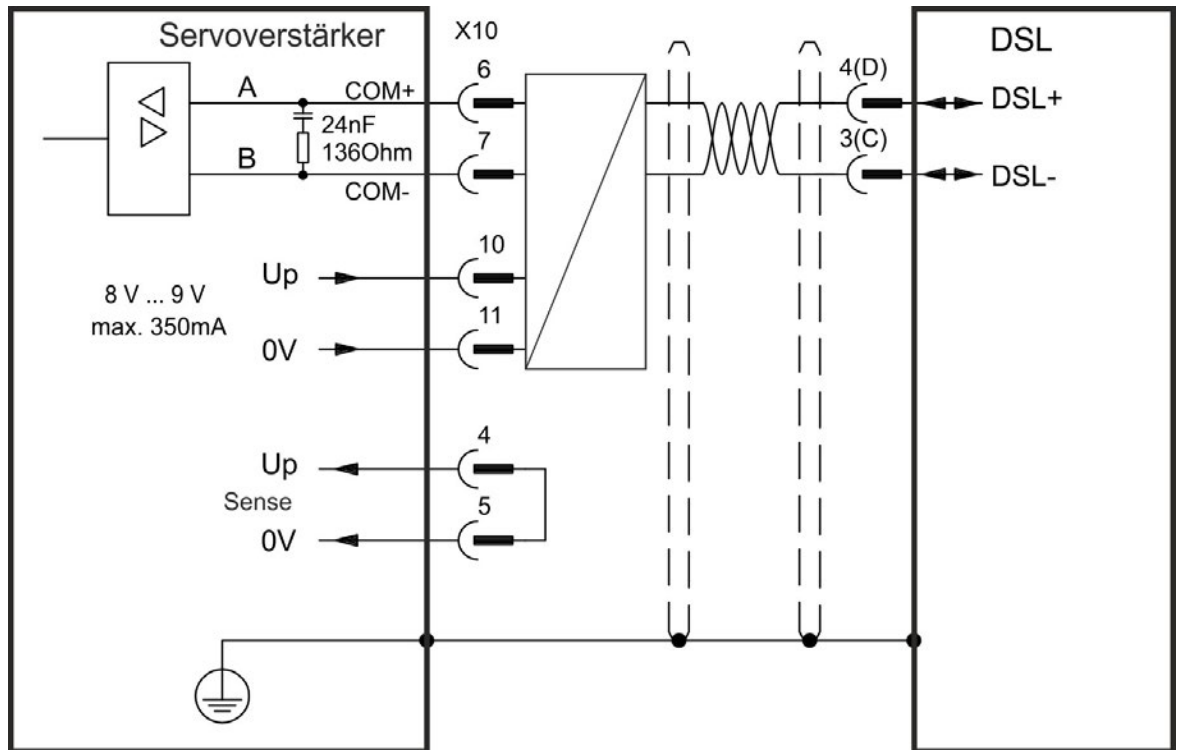 Servoverstärker
X10
DSL
A
COM+
6
4(D)
DSL+
24nF
136Ohm
7
3(C)
B
COM-
DSL-
10
Up
8 V ... 9 V
max. 350mA
11
0V
4
Up
Sense
5
0V